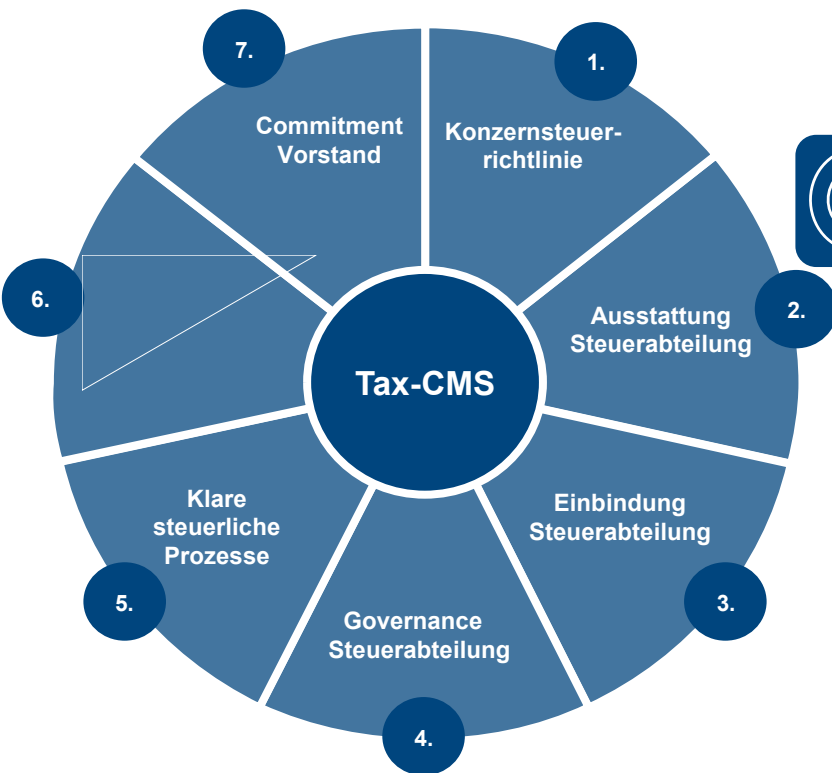 7.
1.
Commitment
Vorstand
Konzernsteuer-
richtlinie
6.
2.
Ausstattung
Steuerabteilung
Tax-CMS
Klare
steuerliche
Prozesse
Einbindung
Steuerabteilung
5.
3.
Governance
Steuerabteilung
4.